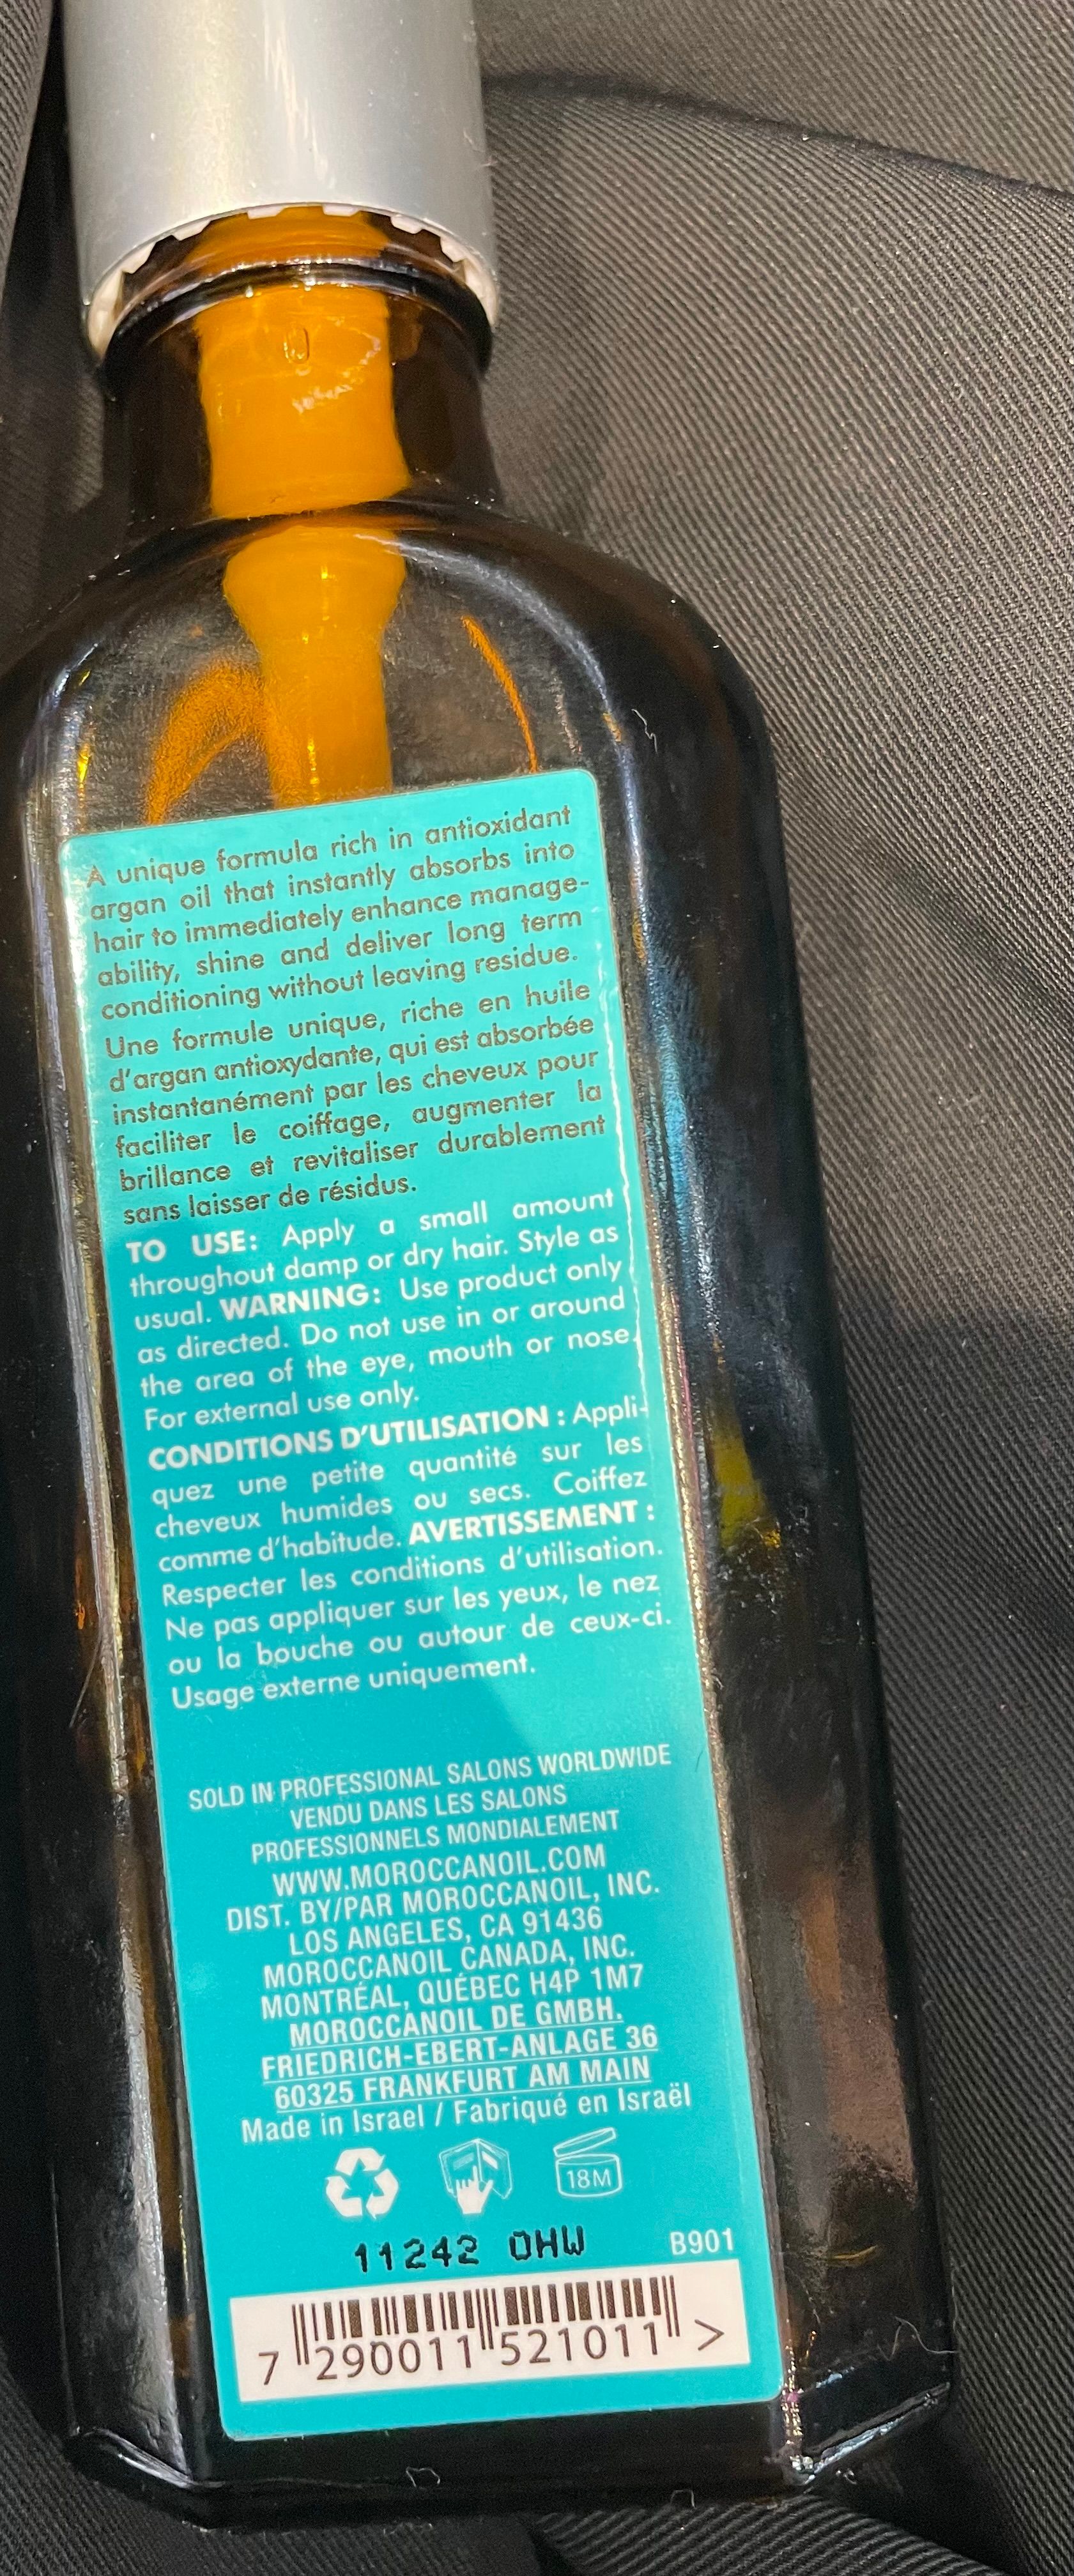 A unique formula rich in antioxidant
argan oil that instantly absorbs into
hair to immediately enhance manage-
ability, shine and deliver long term
conditioning without leaving residue.
Une formule unique, riche en huile
d'argan antioxydante, qui est absorbée
instantanément par les cheveux pour
faciliter le coiffage, augmenter la
brillance et revitaliser durablement
sans laisser de résidus.
TO USE: Apply a small amount
throughout damp or dry hair. Style as
usual. WARNING: Use product only
as directed. Do not use in or around
the area of the eye, mouth or nose.
For external use only.
CONDITIONS D'UTILISATION : Appli-
quez une petite quantité sur les
cheveux humides ou secs. Coiffez
comme d'habitude. AVERTISSEMENT :
Respecter les conditions d'utilisation.
Ne pas appliquer sur les yeux, le nez
ou la bouche ou autour de ceux-ci.
Usage externe uniquement.
SOLD IN PROFESSIONAL SALONS WORLDWIDE
VENDU DANS LES SALONS
PROFESSIONNELS MONDIALEMENT
WWW.MOROCCANOIL.COM
DIST. BY/PAR MOROCCANOIL, INC.
LOS ANGELES, CA 91436
MOROCCANOIL CANADA, INC.
MONTRÉAL, QUÉBEC H4P 1M7
MOROCCANOIL DE GMBH.
FRIEDRICH-EBERT-ANLAGE 36
60325 FRANKFURT AM MAIN
Made in Israel / Fabriqué en Israël
18M
11242 OHW B901
7 290011 521011 >